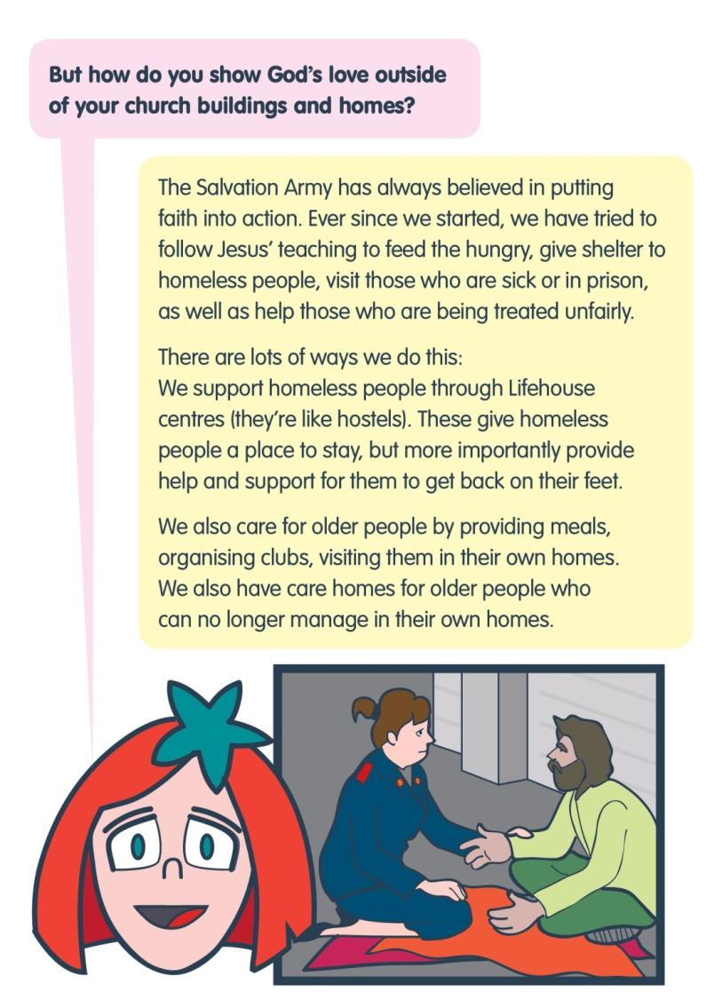 But how do you show God's love outside
of your church buildings and homes?
The Salvation Army has always believed in putting
faith into action. Ever since we started, we have tried to
follow Jesus' teaching to feed the hungry, give shelter to
homeless people, visit those who are sick or in prison,
as well as help those who are being treated unfairly.
There are lots of ways we do this:
We support homeless people through Lifehouse
centres (they're like hostels). These give homeless
people a place to stay, but more importantly provide
help and support for them to get back on their feet.
We also care for older people by providing meals,
organising clubs, visiting them in their own homes.
We also have care homes for older people who
can no longer manage in their own homes.